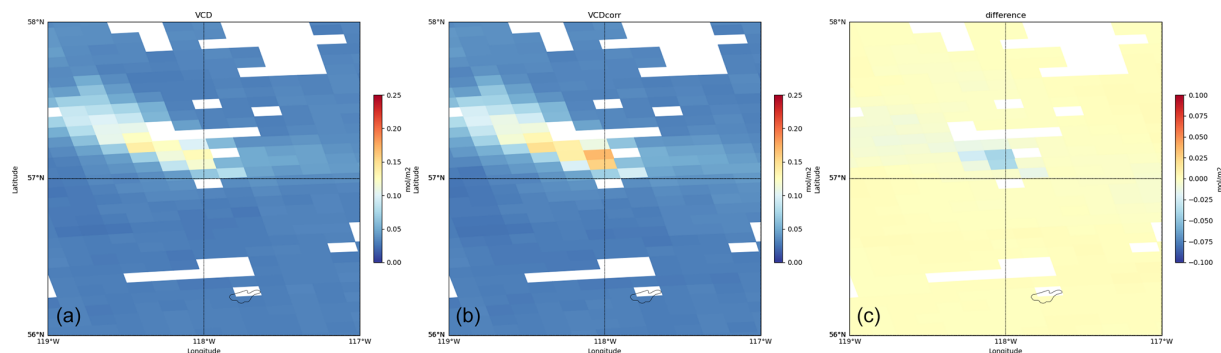 VCD
58°N
57°N
56°N
Latitude
119°W
118°W
117°W
Longitude
(a)
0.25
0.20
0.15
0.10
0.05
0.00
mol/m2
VCDcorr
58°N
57°N
56°N
Latitude
119°W
118°W
117°W
Longitude
(b)
0.25
0.20
0.15
0.10
0.05
0.00
mol/m2
difference
58°N
57°N
56°N
Latitude
119°W
118°W
117°W
Longitude
(c)
0.100
0.075
0.050
0.025
0.000
−0.025
−0.050
−0.075
−0.100
mol/m2